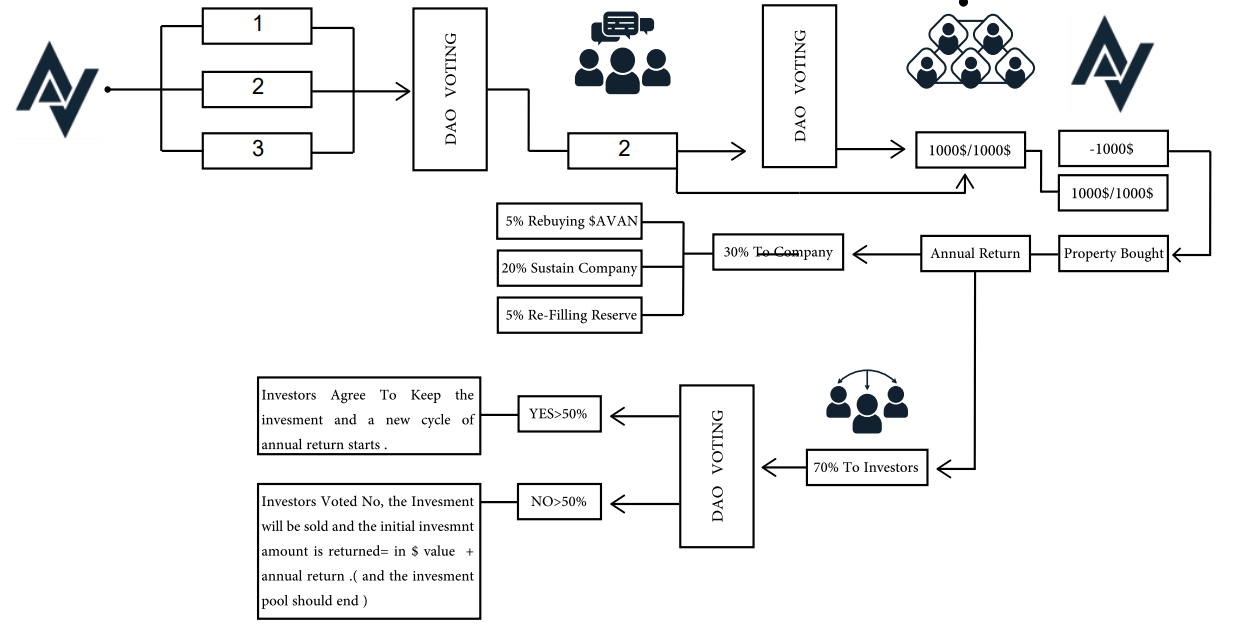 1
2
3
DAO VOTING
2
DAO VOTING
1000$/1000$
-1000$
1000$/1000$
5% Rebuying $AVAN
20% Sustain Company
5% Re-Filling Reserve
30% To Company
Annual Return
Property Bought
Investors Agree To Keep the
invesment and a new cycle of
annual return starts .
YES>50%
DAO VOTING
70% To Investors
NO>50%
Investors Voted No, the Invesment
will be sold and the initial invesmnt
amount is returned= in $ value +
annual return .( and the invesment
pool should end )